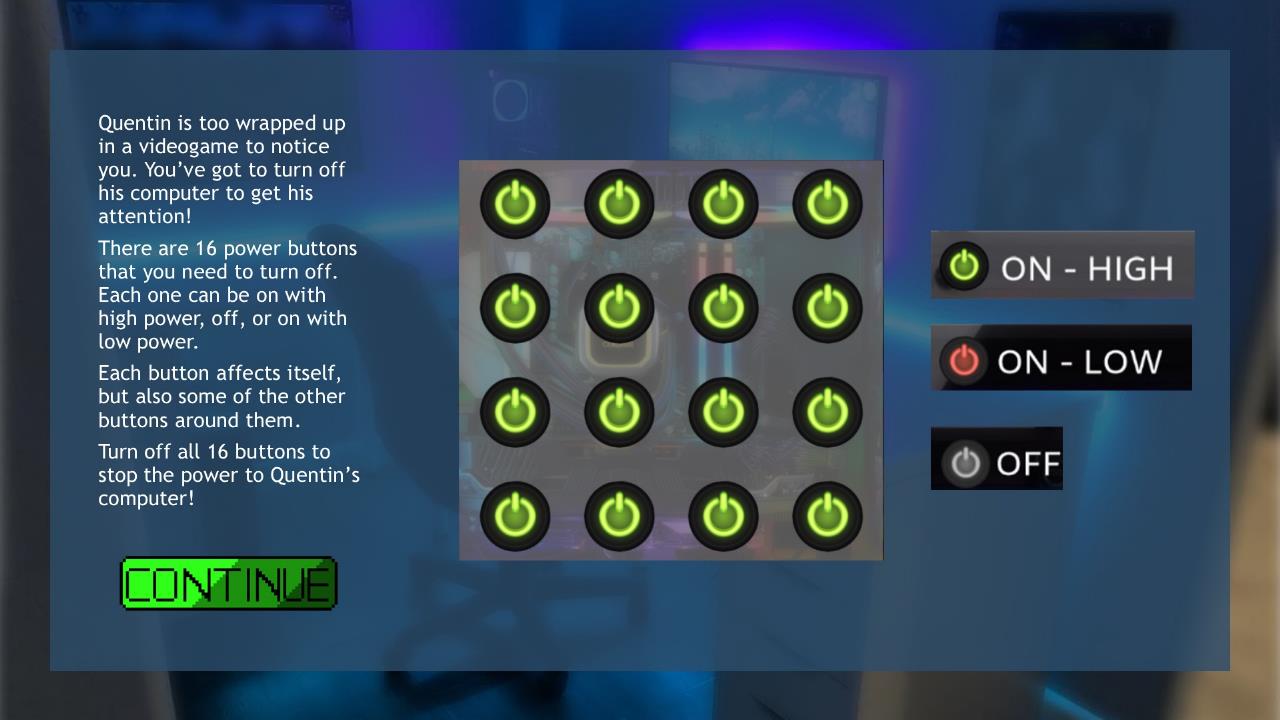 Quentin is too wrapped up
in a videogame to notice
you. You’ve got to turn off
his computer to get his
attention!
There are 16 power buttons
that you need to turn off.
Each one can be on with
high power, off, or on with
low power.
Each button affects itself,
but also some of the other
buttons around them.
Turn off all 16 buttons to
stop the power to Quentin’s
computer!
CONTINUE
ON - HIGH
ON - LOW
OFF